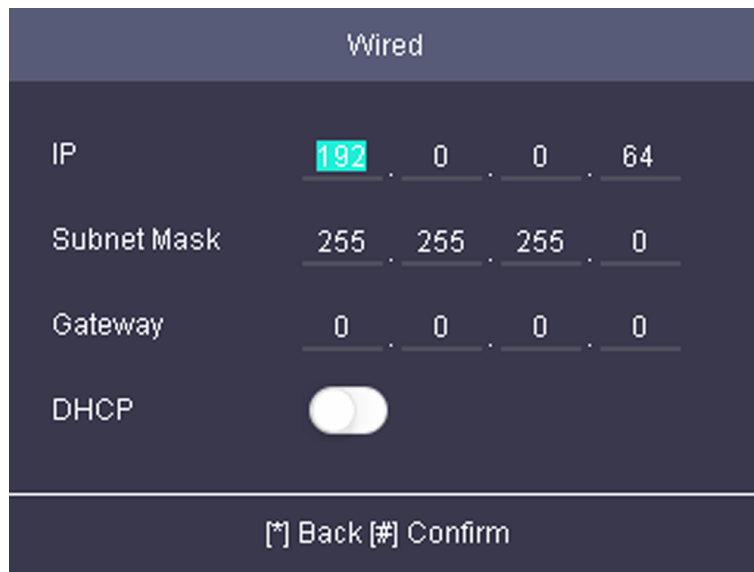 Wired
IP 192 . 0 . 0 . 64
Subnet Mask 255 . 255 . 255 . 0
Gateway 0 . 0 . 0 . 0
DHCP
[*] Back [#] Confirm